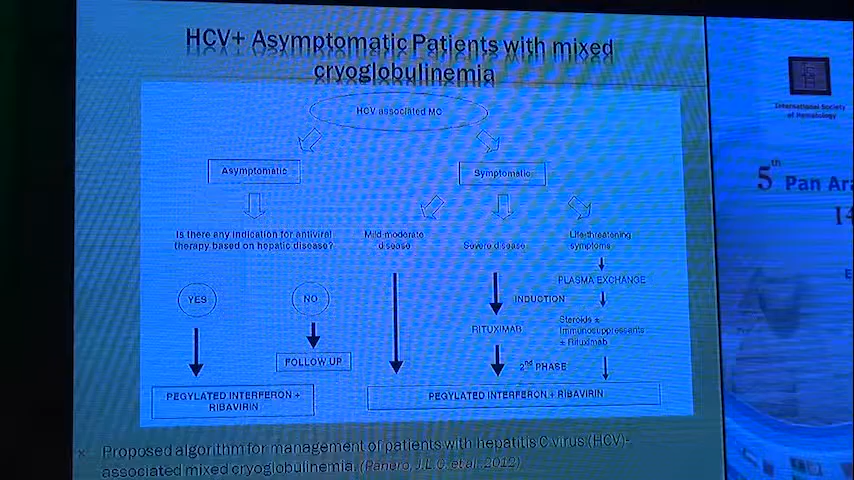 HCV+ Asymptomatic Patients with mixed
cryoglobulinemia
HCV associated MC
Asymptomatic
Symptomatic
Is there any indication for antiviral
therapy based on hepatic disease?
Mild-moderate
disease
Severe disease
Life-threatening
symptoms
PLASMA EXCHANGE
YES
NO
INDUCTION
RITUXIMAB
Steroids ±
Immunosuppressants
± Rituximab
FOLLOW UP
2nd PHASE
PEGYLATED INTERFERON +
RIBAVIRIN
PEGYLATED INTERFERON + RIBAVIRIN
Proposed algorithm for management of patients with hepatitis C virus (HCV)-
associated mixed cryoglobulinemia. (Panero, J.L.C. et al. 2012)
International Society
of Hematology
5th Pan Ara
14
E